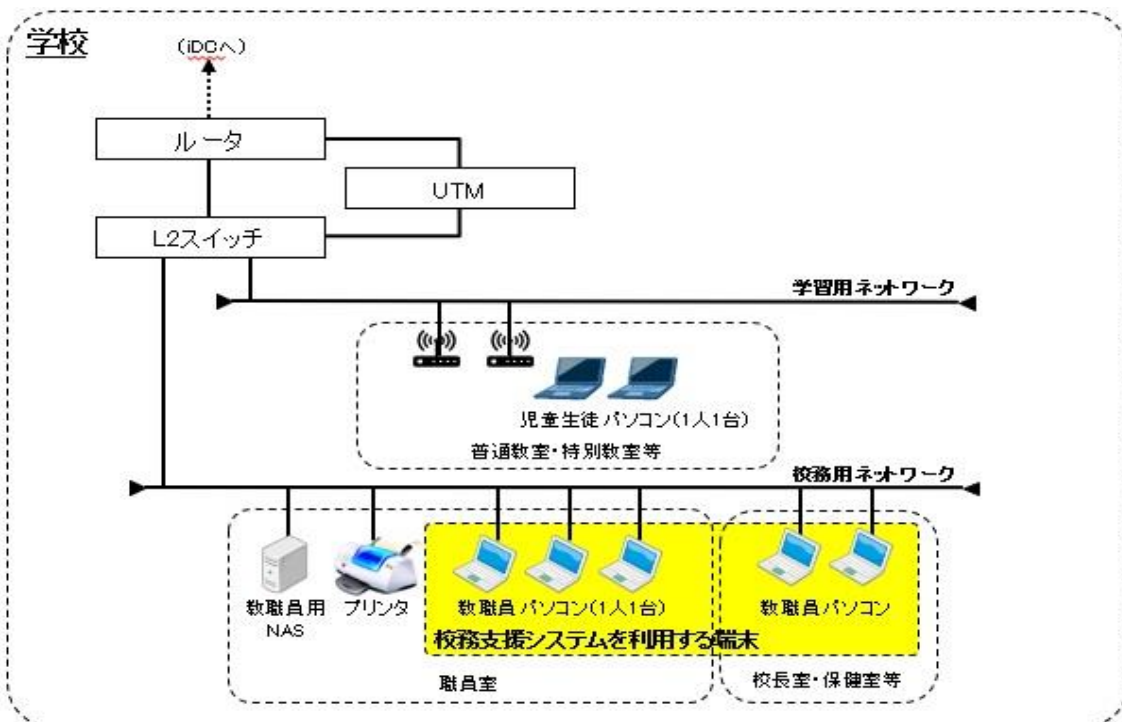 学校
(iDCへ)
ルータ
UTM
L2スイッチ
学習用ネットワーク
児童生徒パソコン(1人1台)
普通教室・特別教室等
校務用ネットワーク
教職員用
NAS
プリンタ
教職員パソコン(1人1台)
教職員パソコン
校務支援システムを利用する端末
職員室
校長室・保健室等